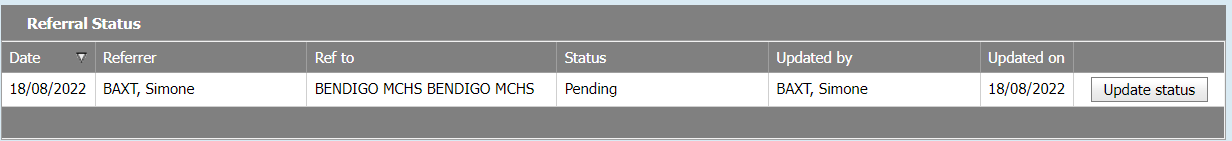 Referral Status
Date Referrer Ref to Status Updated by Updated on
18/08/2022 BAXT, Simone BENDIGO MCHS BENDIGO MCHS Pending BAXT, Simone 18/08/2022 Update status